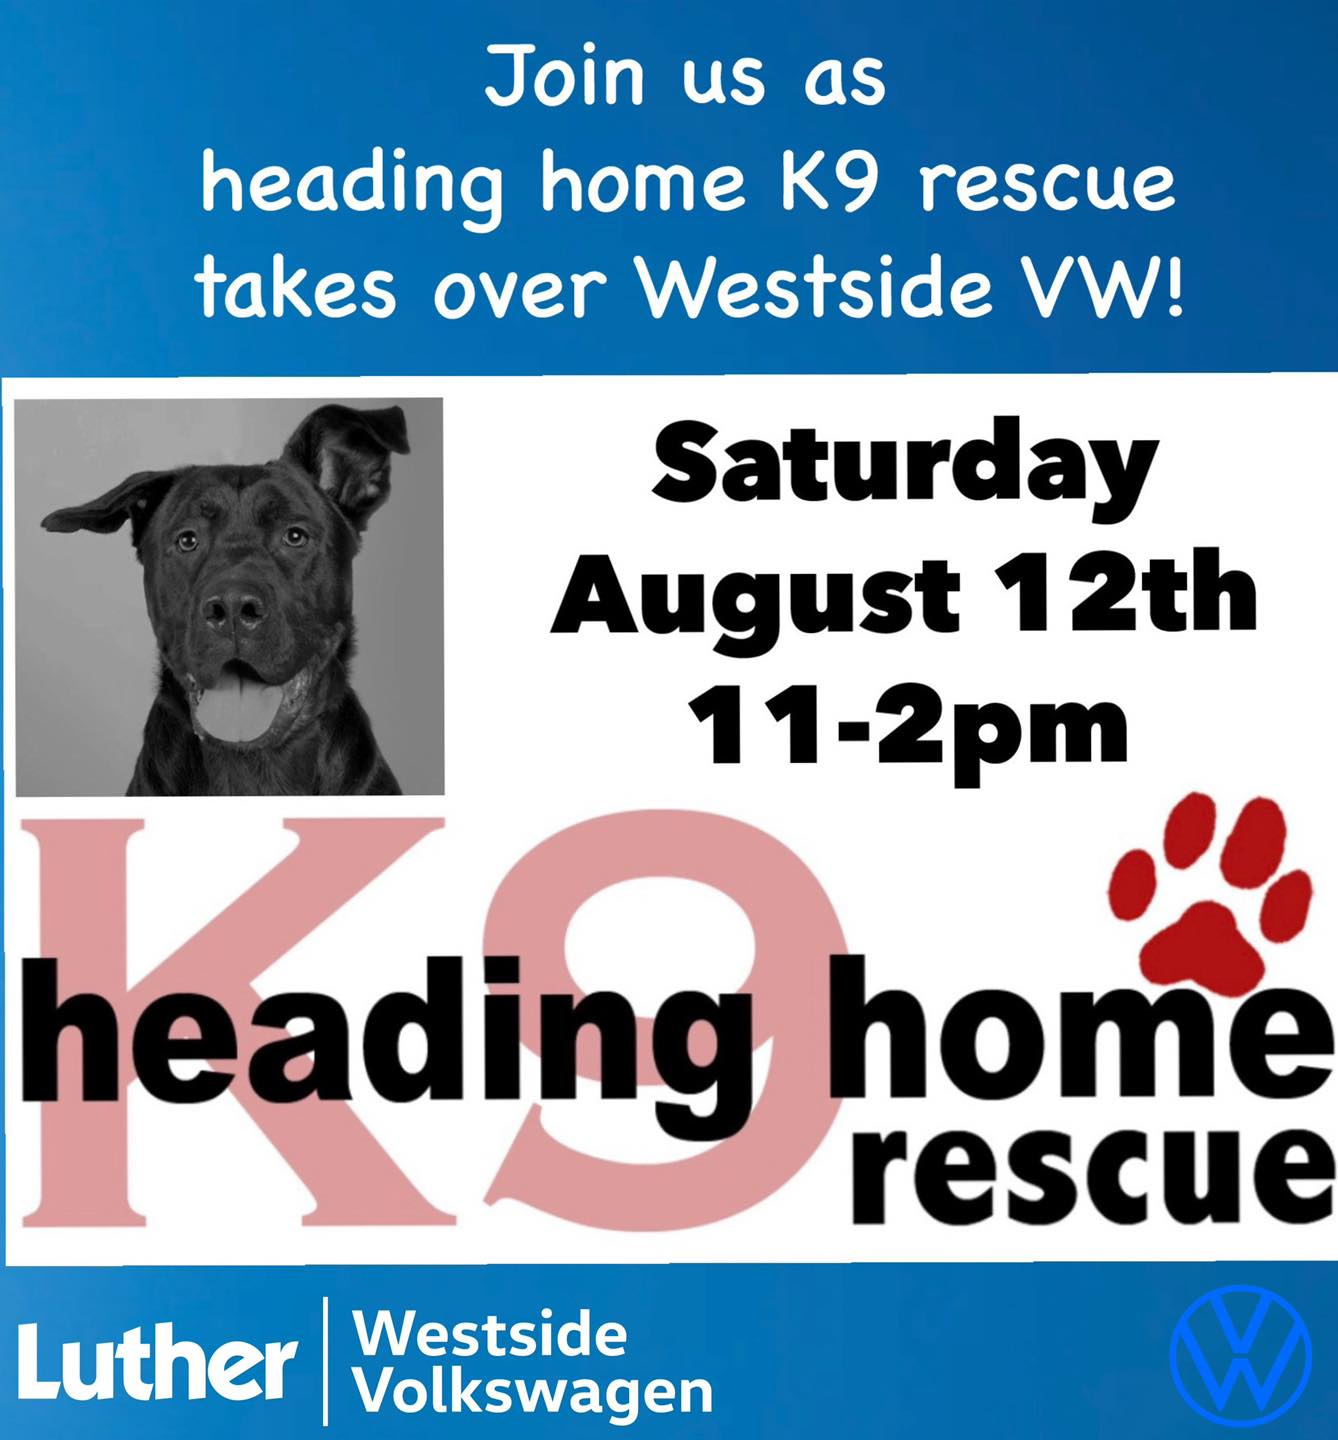 Join us as
heading home K9 rescue
takes over Westside VW!
Saturday
August 12th
11-2pm
K9
heading home
rescue
Luther
Westside
Volkswagen